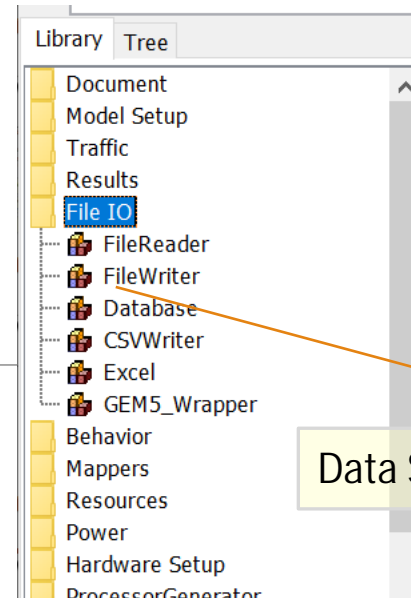 Library Tree
Document
Model Setup
Traffic
Results
File IO
FileReader
FileWriter
Database
CSVWriter
Excel
GEM5_Wrapper
Behavior
Mappers
Data S
Resources
Power
Hardware Setup
ProcessorGenerator